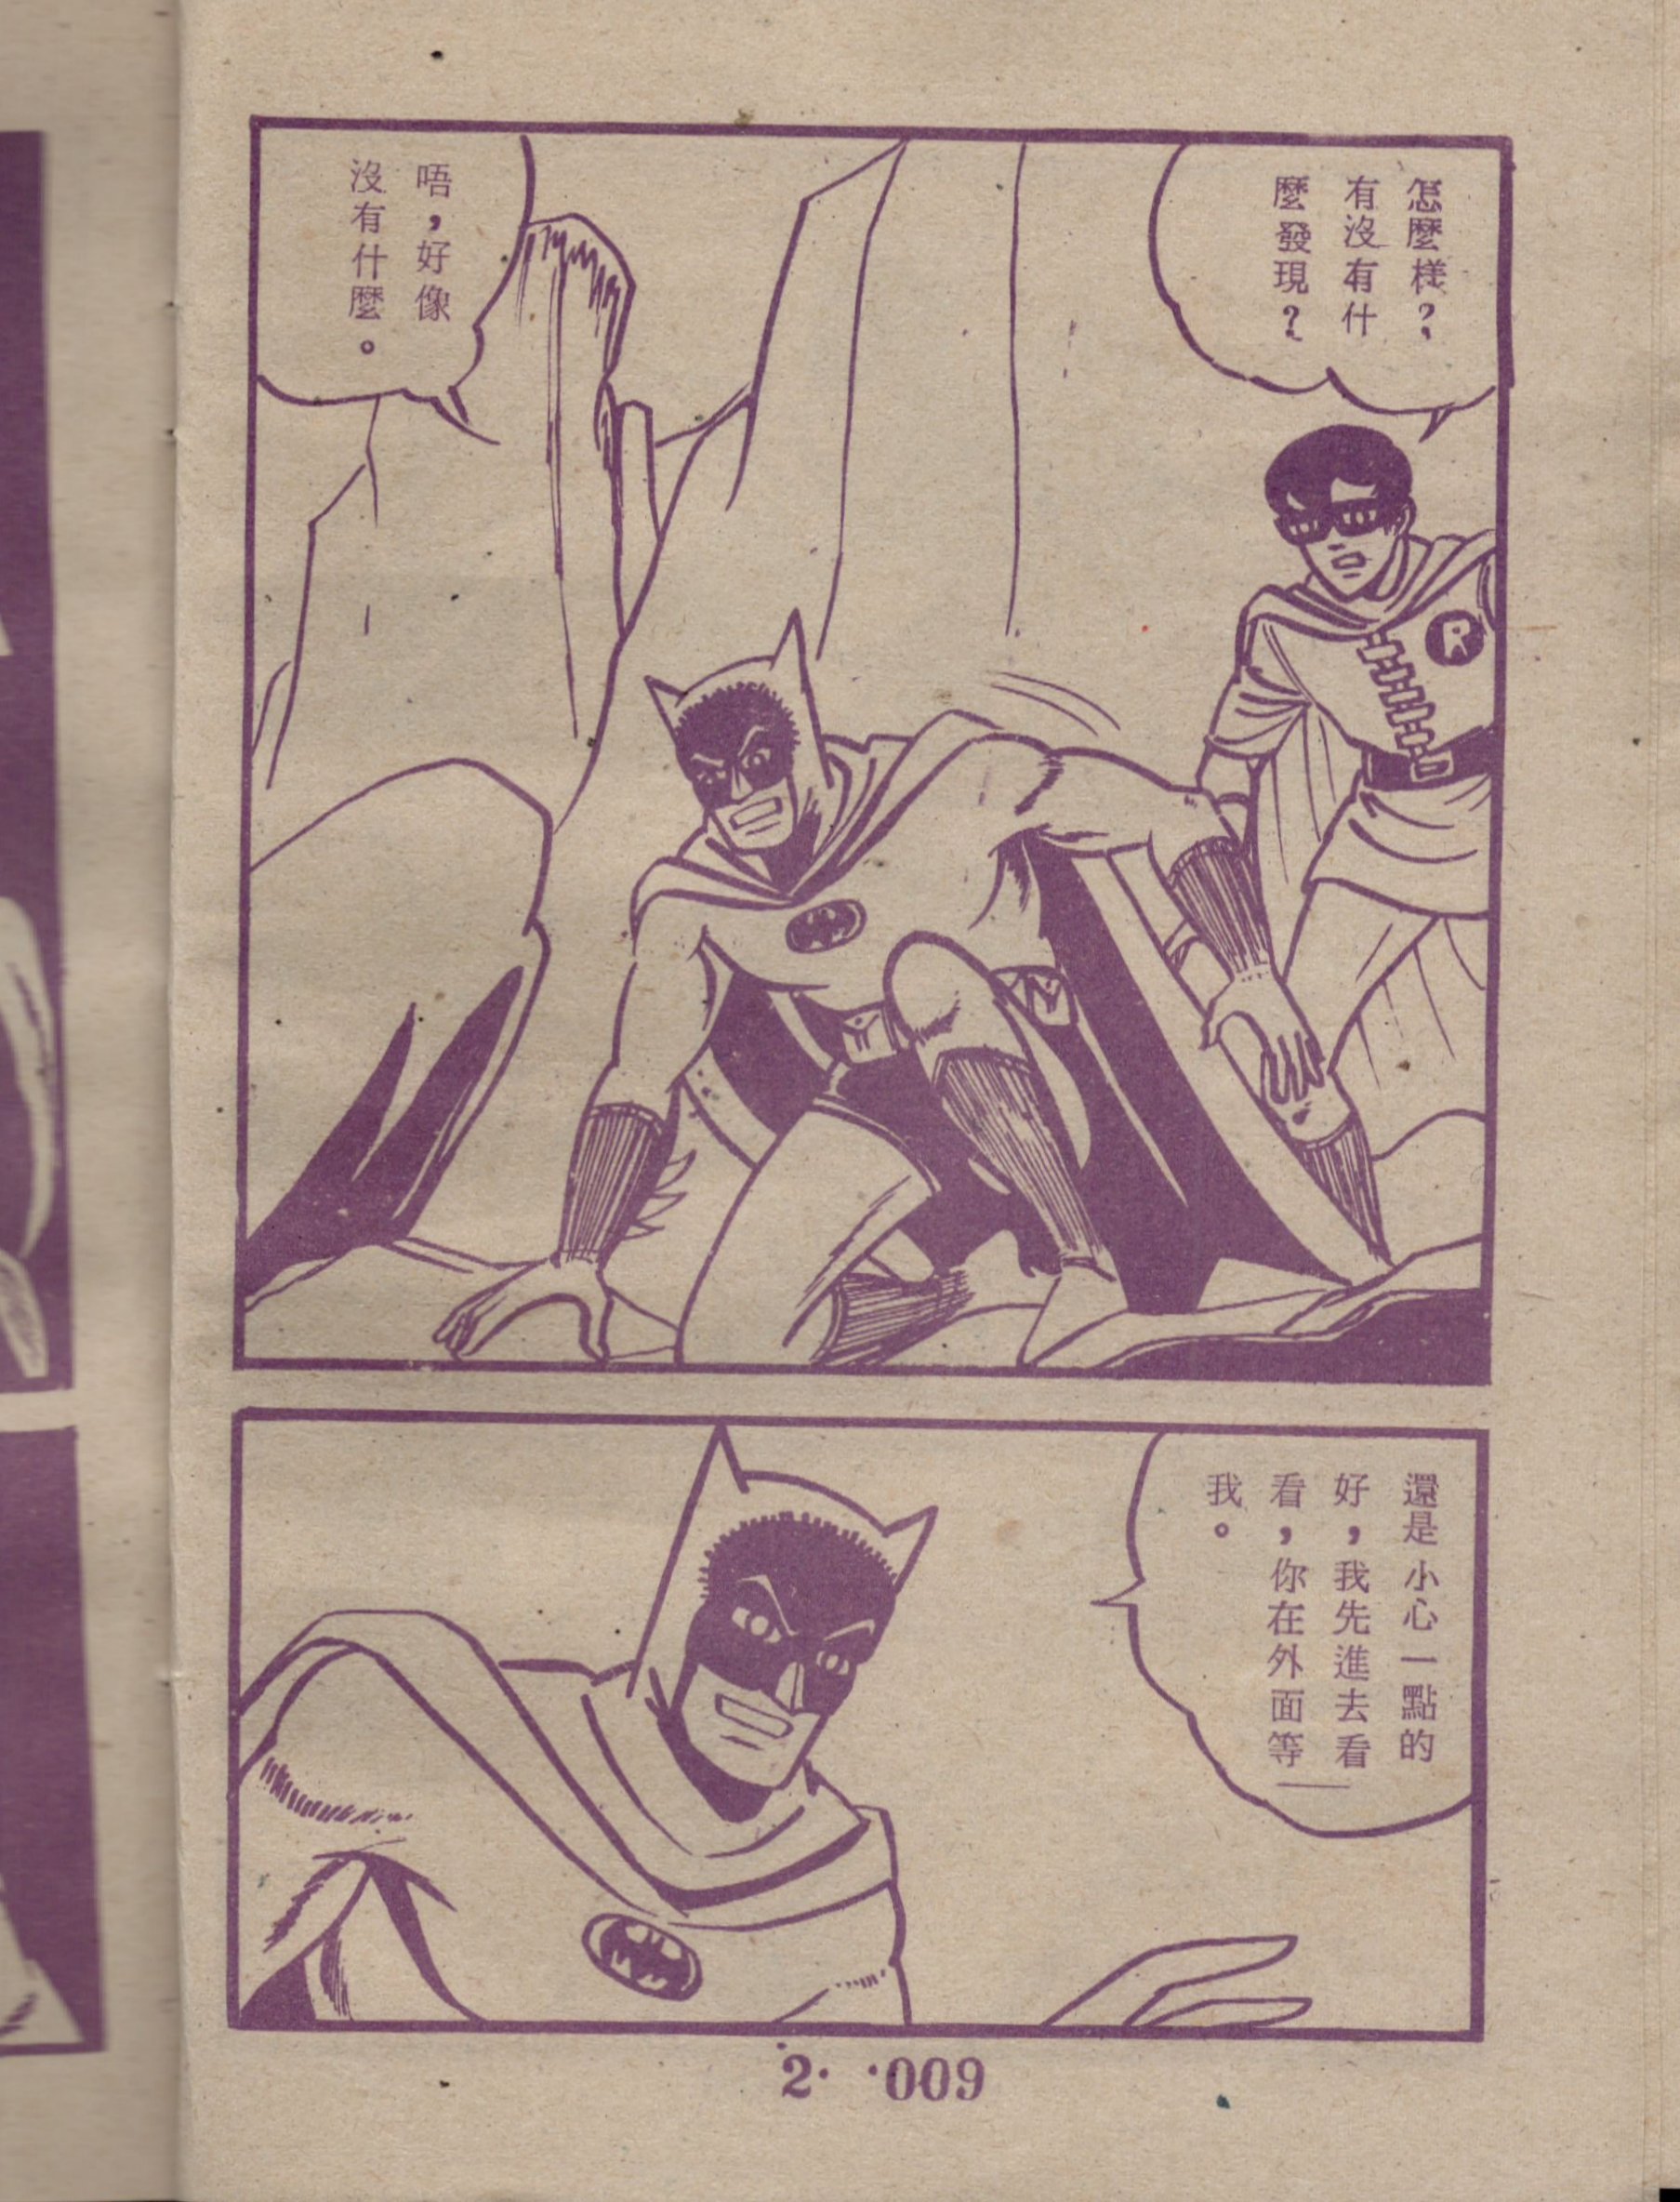 怎麼樣？
有沒有什
麼發現？
唔，好像
沒有什麼。
R
還是小心一點的
好，我先進去看
看，你在外面等
我。
2. .009